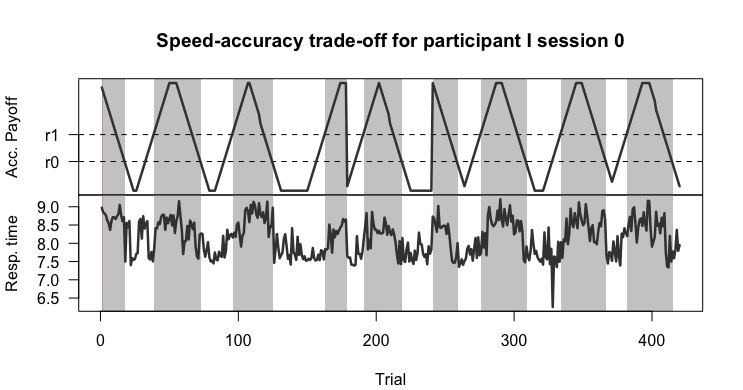 Speed-accuracy trade-off for participant I session 0
Acc. Payoff
r1
r0
Resp. time
9.0
8.5
8.0
7.5
7.0
6.5
0 100 200 300 400
Trial